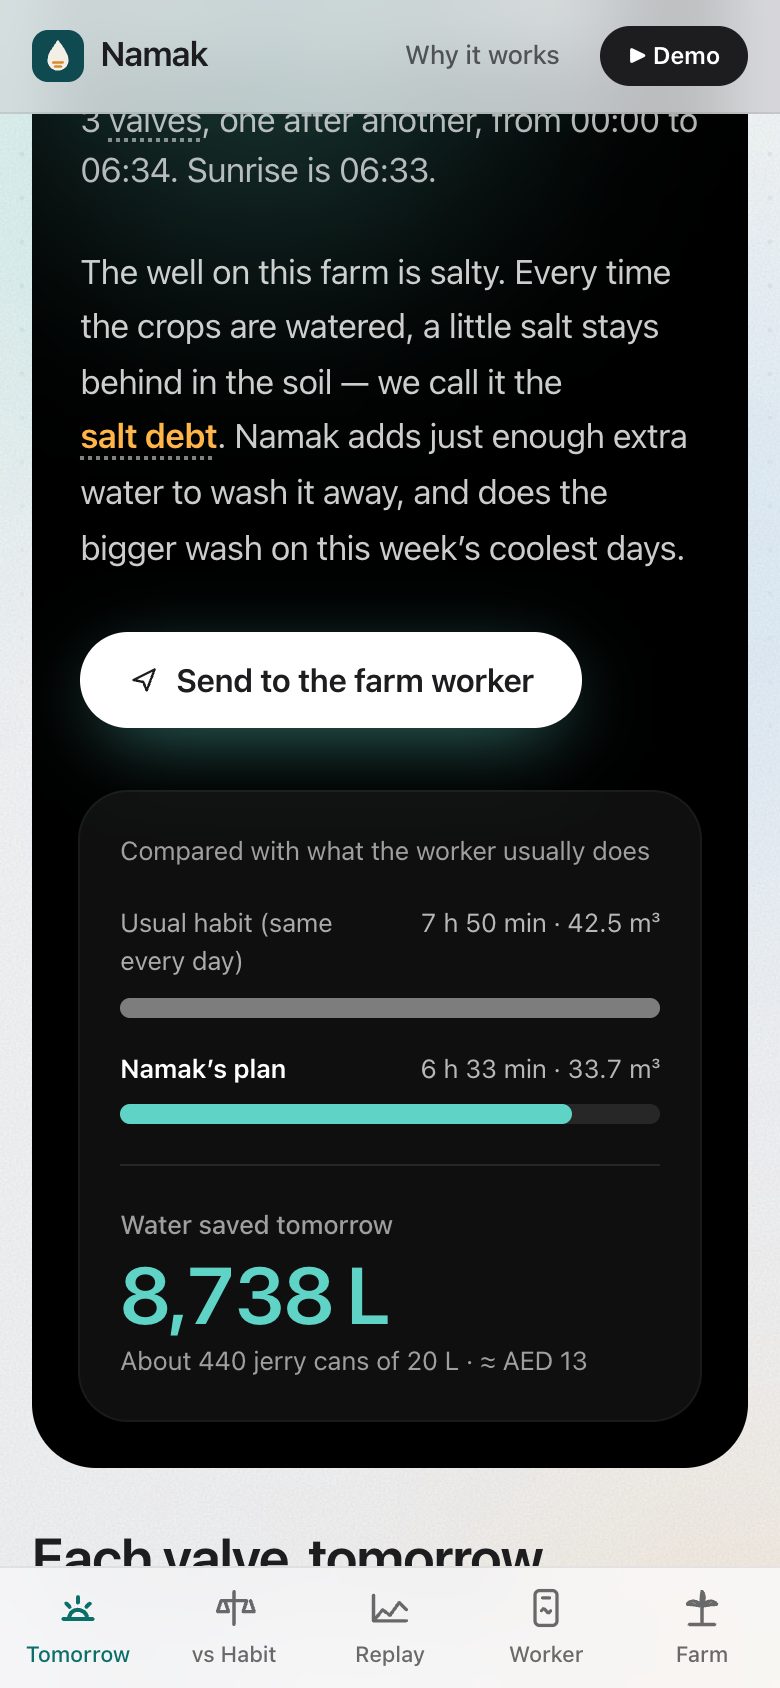 Namak
Why it works
Demo
3 valves, one after another, from 00:00 to
06:34. Sunrise is 06:33.
The well on this farm is salty. Every time
the crops are watered, a little salt stays
behind in the soil — we call it the
salt debt. Namak adds just enough extra
water to wash it away, and does the
bigger wash on this week’s coolest days.
Send to the farm worker
Compared with what the worker usually does
Usual habit (same
every day)
7 h 50 min · 42.5 m³
Namak’s plan
6 h 33 min · 33.7 m³
Water saved tomorrow
8,738 L
About 440 jerry cans of 20 L · ≈ AED 13
Each valve, tomorrow
Tomorrow
vs Habit
Replay
Worker
Farm